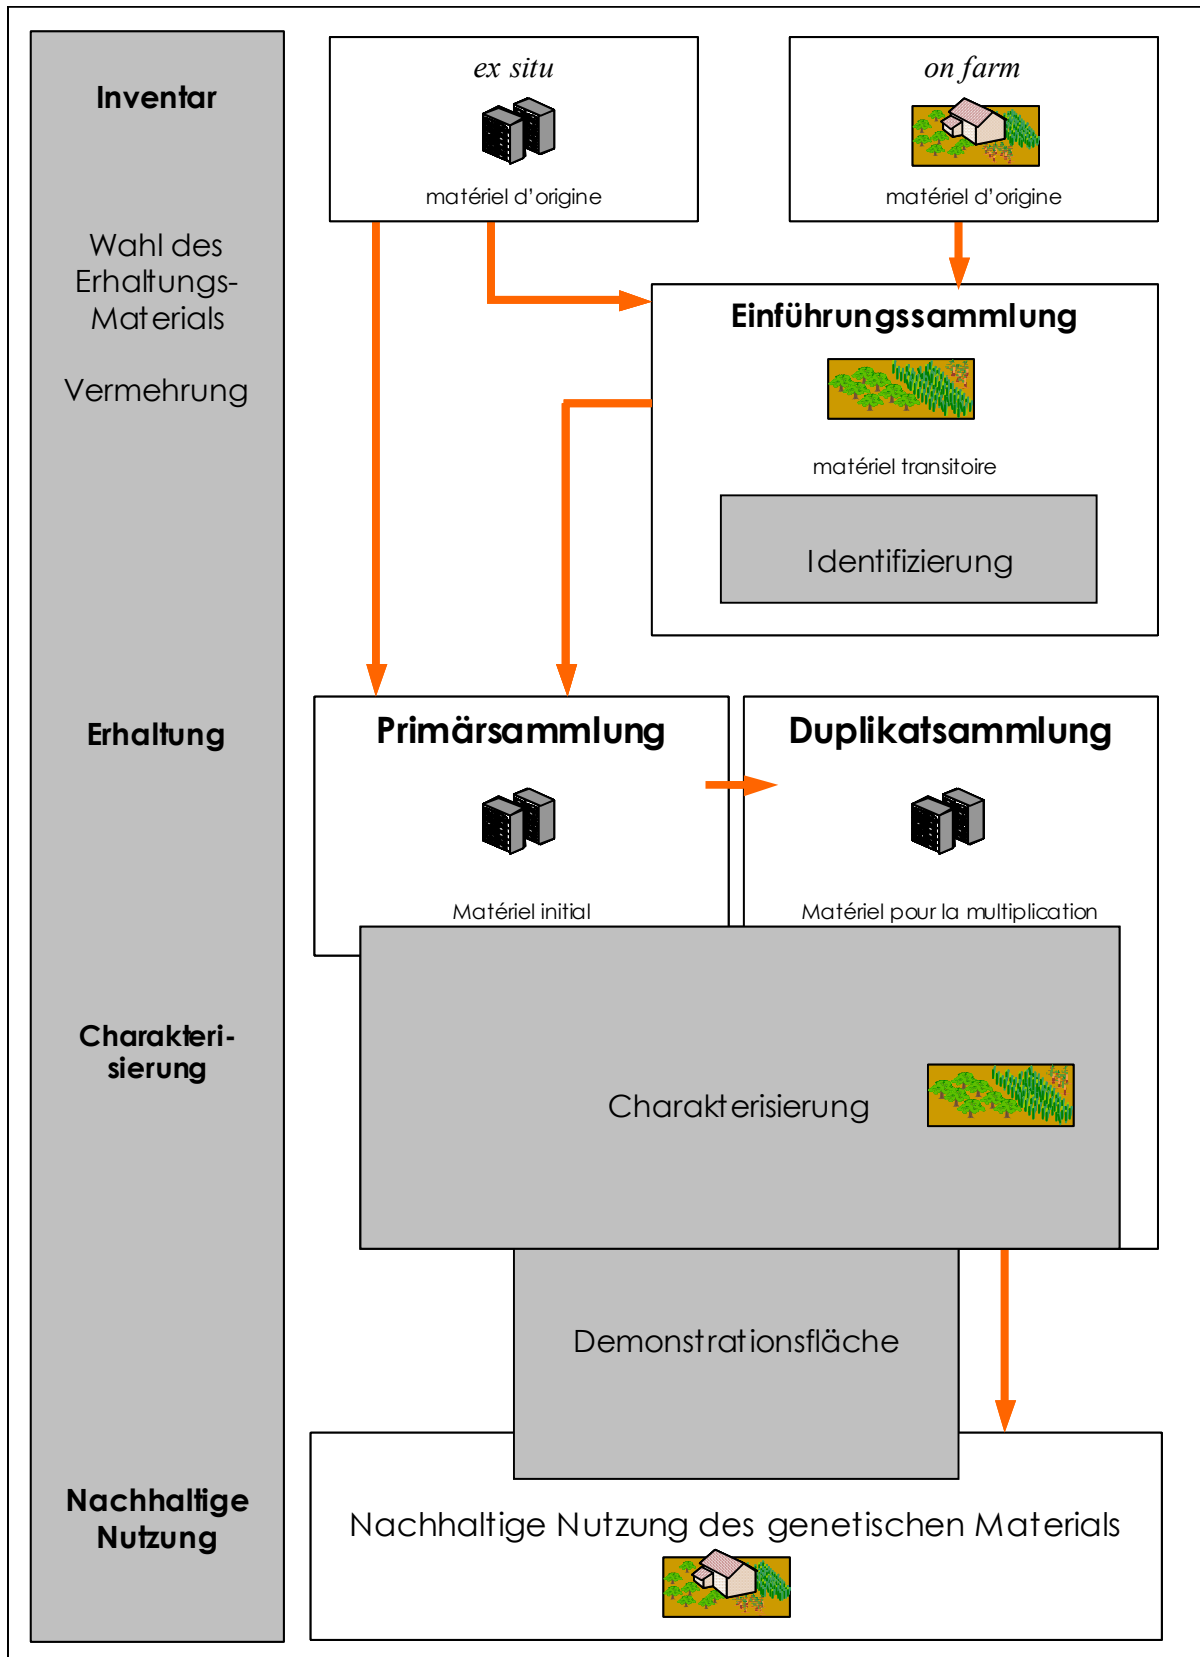 Inventar
Wahl des
Erhaltungs-
Materials
Vermehrung
Erhaltung
Charakteri-
sierung
Nachhaltige
Nutzung
ex situ
matériel d'origine
on farm
matériel d'origine
Einführungssammlung
matériel transitoire
Identifizierung
Primärsammlung
Matériel initial
Duplikatsammlung
Matériel pour la multiplication
Charakterisierung
Demonstrationsfläche
Nachhaltige Nutzung des genetischen Materials